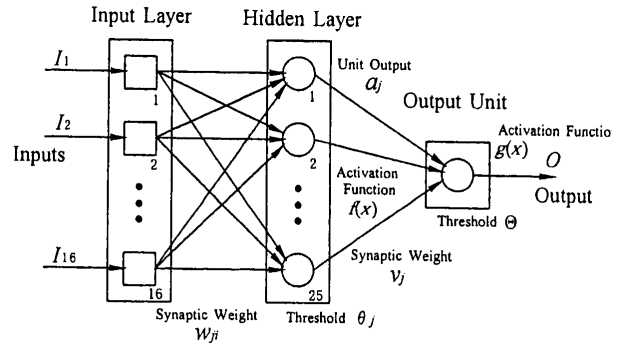 Input Layer
Hidden Layer
I1
1
1
Unit Output
aj
Output Unit
Activation Functio
g(x)
I2
2
2
Inputs
Activation
Function
f(x)
O
Output
Threshold Θ
I16
16
25
Synaptic Weight
vj
Synaptic Weight
wji
Threshold θj